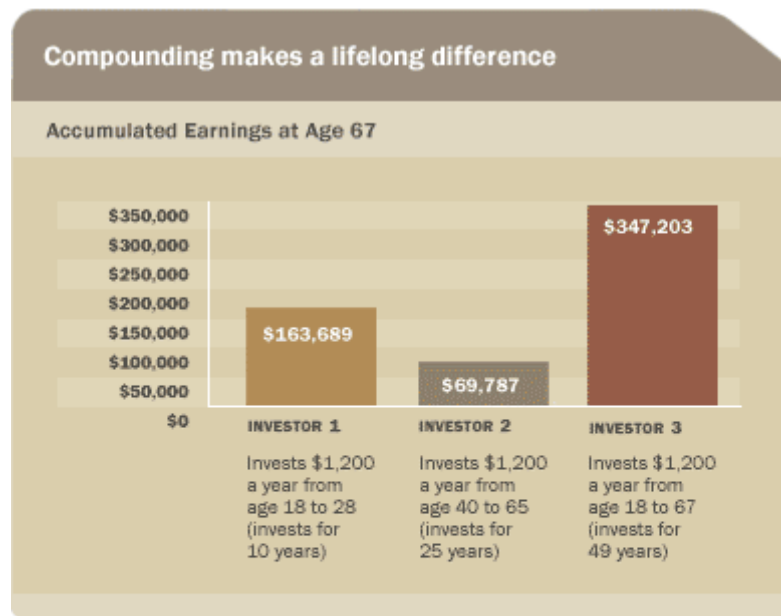 Compounding makes a lifelong difference
Accumulated Earnings at Age 67
$350,000
$300,000
$250,000
$200,000
$150,000
$100,000
$50,000
$0
$163,689
$69,787
$347,203
INVESTOR 1
Invests $1,200
a year from
age 18 to 28
(invests for
10 years)
INVESTOR 2
Invests $1,200
a year from
age 40 to 65
(invests for
25 years)
INVESTOR 3
Invests $1,200
a year from
age 18 to 67
(invests for
49 years)